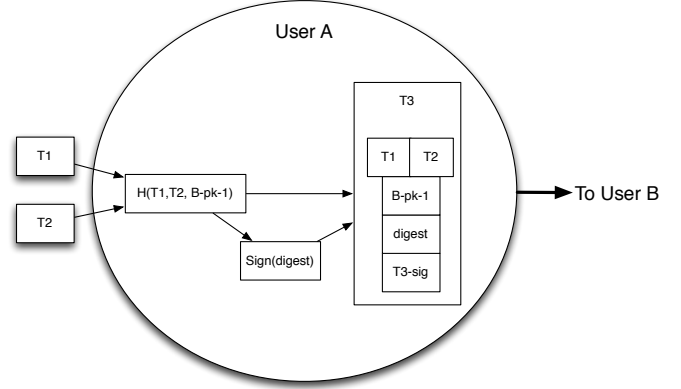 User A
T3
T1
T1 T2
H(T1,T2, B-pk-1)
B-pk-1
To User B
T2
digest
Sign(digest)
T3-sig